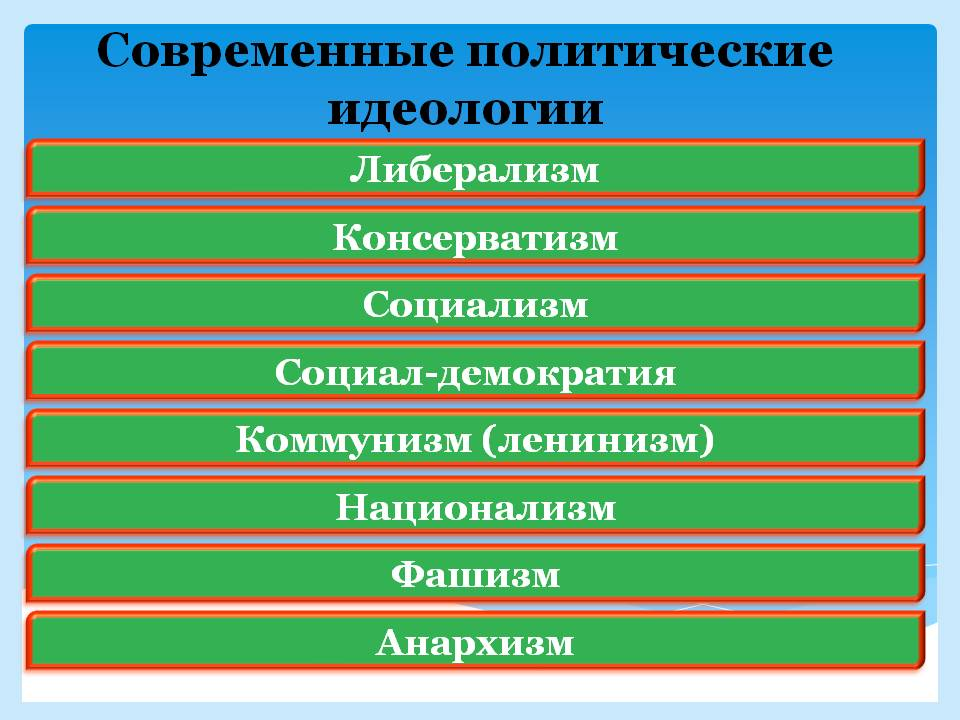 Современные политические
идеологии
Либерализм
Консерватизм
Социализм
Социал-демократия
Коммунизм (ленинизм)
Национализм
Фашизм
Анархизм